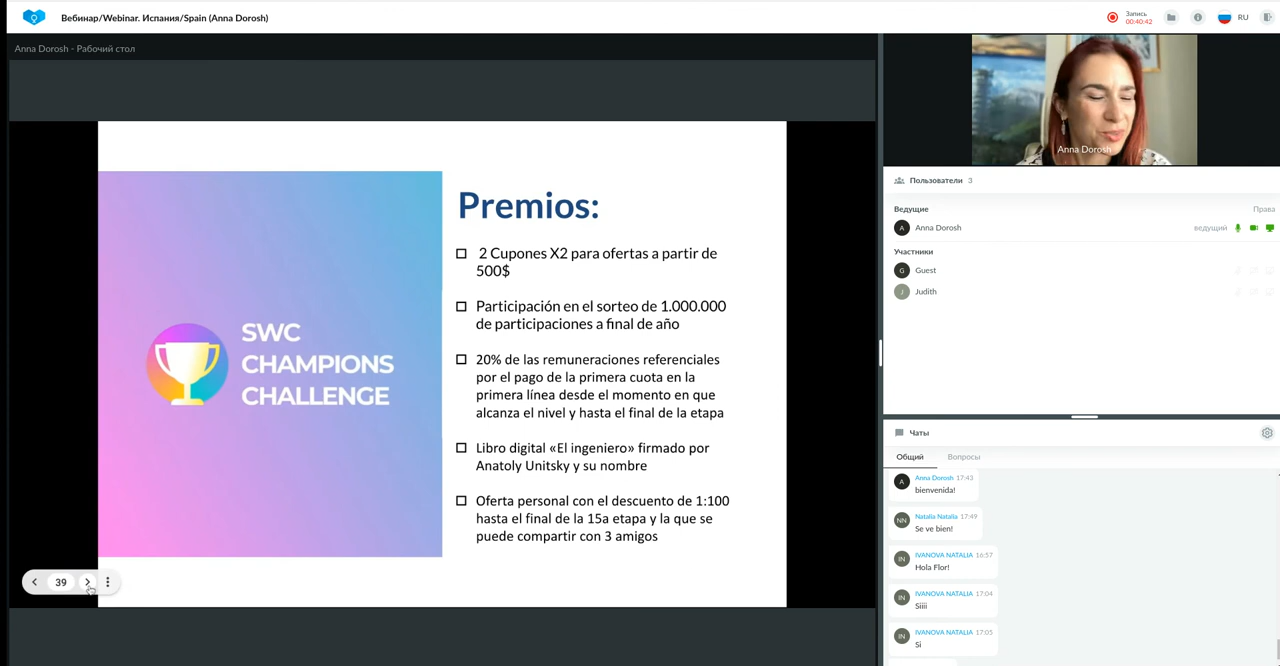 Вебинар/Webinar. Испания/Spain (Anna Dorosh)
Запись
00:40:42
RU
Anna Dorosh - Рабочий стол
Premios:
2 Cupones X2 para ofertas a partir de
500$
Participación en el sorteo de 1.000.000
de participaciones a final de año
20% de las remuneraciones referenciales
por el pago de la primera cuota en la
primera línea desde el momento en que
alcanza el nivel y hasta el final de la etapa
Libro digital «El ingeniero» firmado por
Anatoly Unitsky y su nombre
Oferta personal con el descuento de 1:100
hasta el final de la 15a etapa y la que se
puede compartir con 3 amigos
SWC
CHAMPIONS
CHALLENGE
39
Anna Dorosh
Пользователи 3
Ведущие
Права
A
Anna Dorosh
ведущий
Участники
G
Guest
J
Judith
Чаты
Общий
Вопросы
A
Anna Dorosh 17:43
bienvenida!
NN
Natalia Natalia 17:49
Se ve bien!
IN
IVANOVA NATALIA 16:57
Hola Flor!
IN
IVANOVA NATALIA 17:04
Siiii
IN
IVANOVA NATALIA 17:05
Si